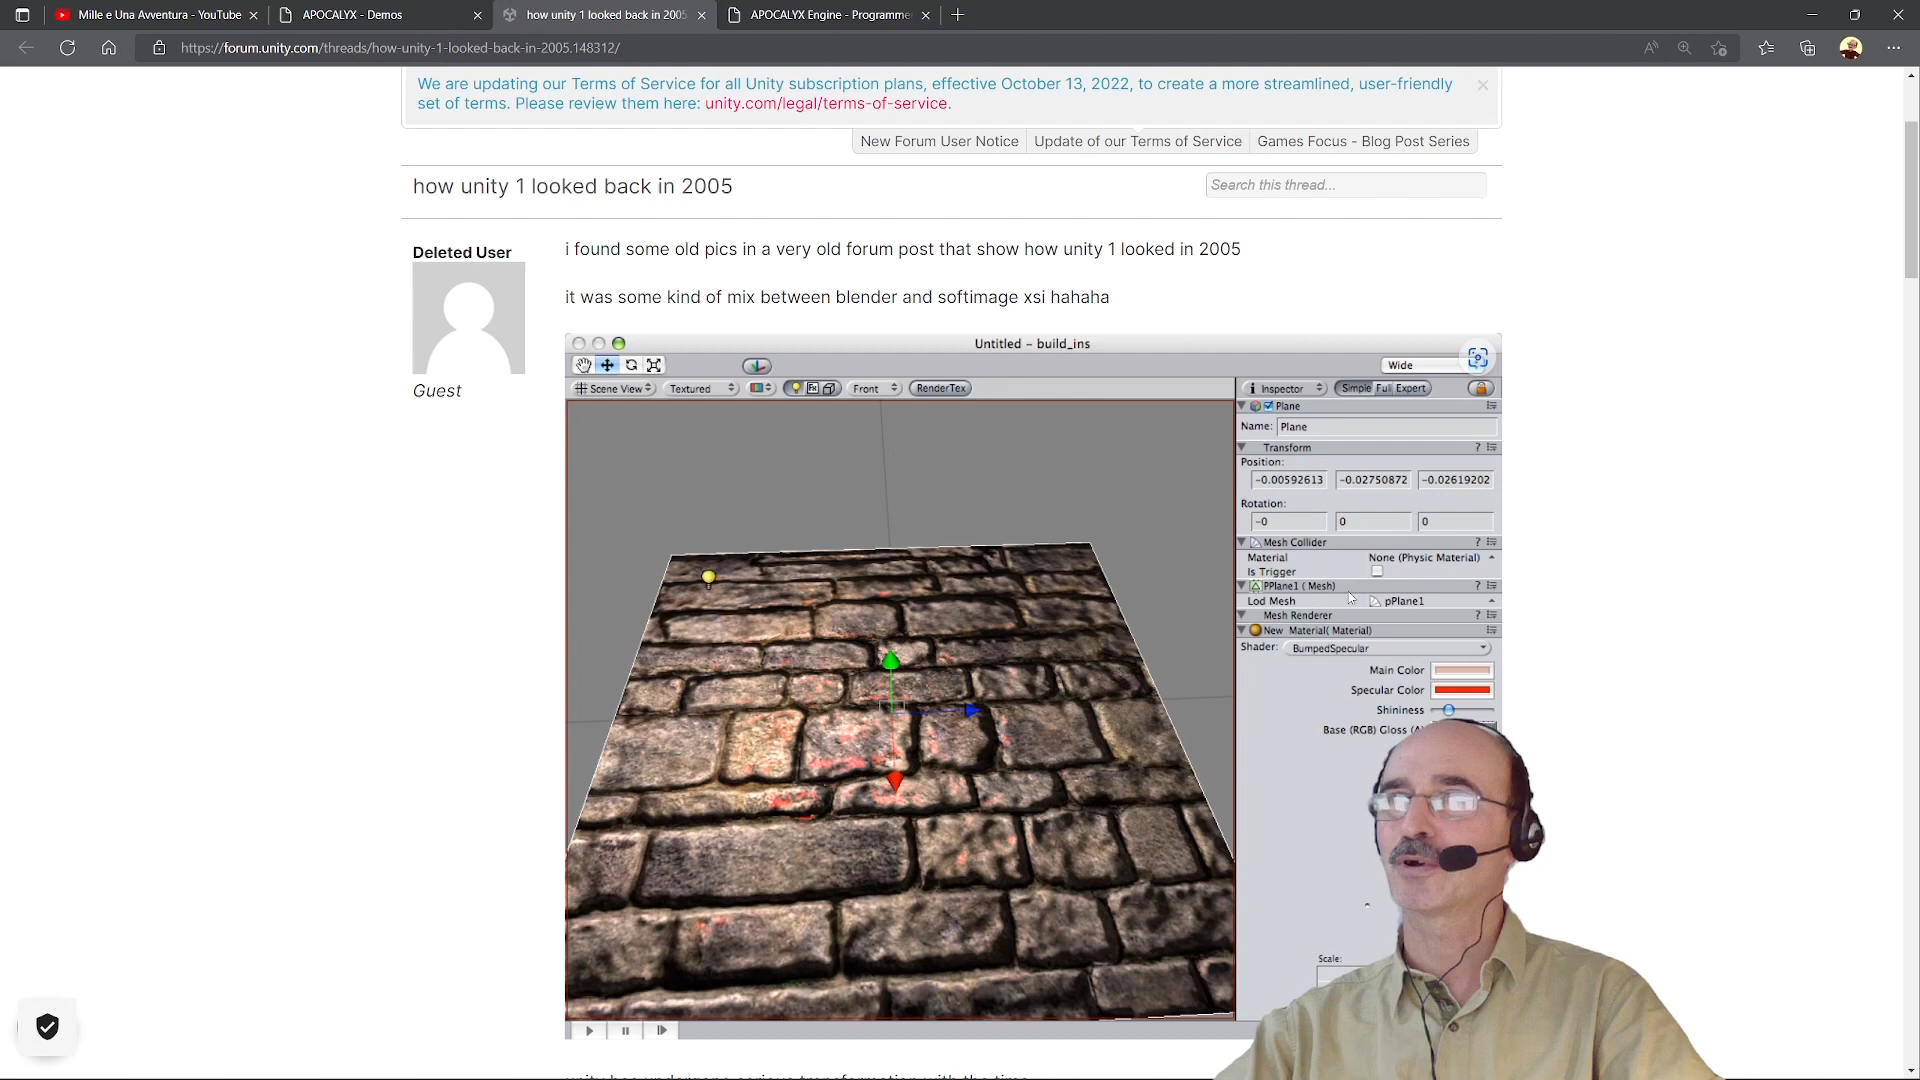 Mille e Una Avventura - YouTube
APOCALYX - Demos
how unity 1 looked back in 2005
APOCALYX Engine - Programme
https://forum.unity.com/threads/how-unity-1-looked-back-in-2005.148312/
We are updating our Terms of Service for all Unity subscription plans, effective October 13, 2022, to create a more streamlined, user-friendly
set of terms. Please review them here: unity.com/legal/terms-of-service.
New Forum User Notice
Update of our Terms of Service
Games Focus - Blog Post Series
how unity 1 looked back in 2005
Search this thread...
Deleted User
Guest
i found some old pics in a very old forum post that show how unity 1 looked in 2005
it was some kind of mix between blender and softimage xsi hahaha
Untitled - build_ins
Wide
Scene View
Textured
Front
RenderTex
Inspector
Simple Full Expert
Plane
Name: Plane
Transform
Position:
-0.00592613 -0.02750872 -0.02619202
Rotation:
-0 0 0
Mesh Collider
Material None (Physic Material)
Is Trigger
PPlane1 ( Mesh)
Lod Mesh pPlane1
Mesh Renderer
New Material( Material)
Shader: BumpedSpecular
Main Color
Specular Color
Shininess
Base (RGB) Gloss
Scale: